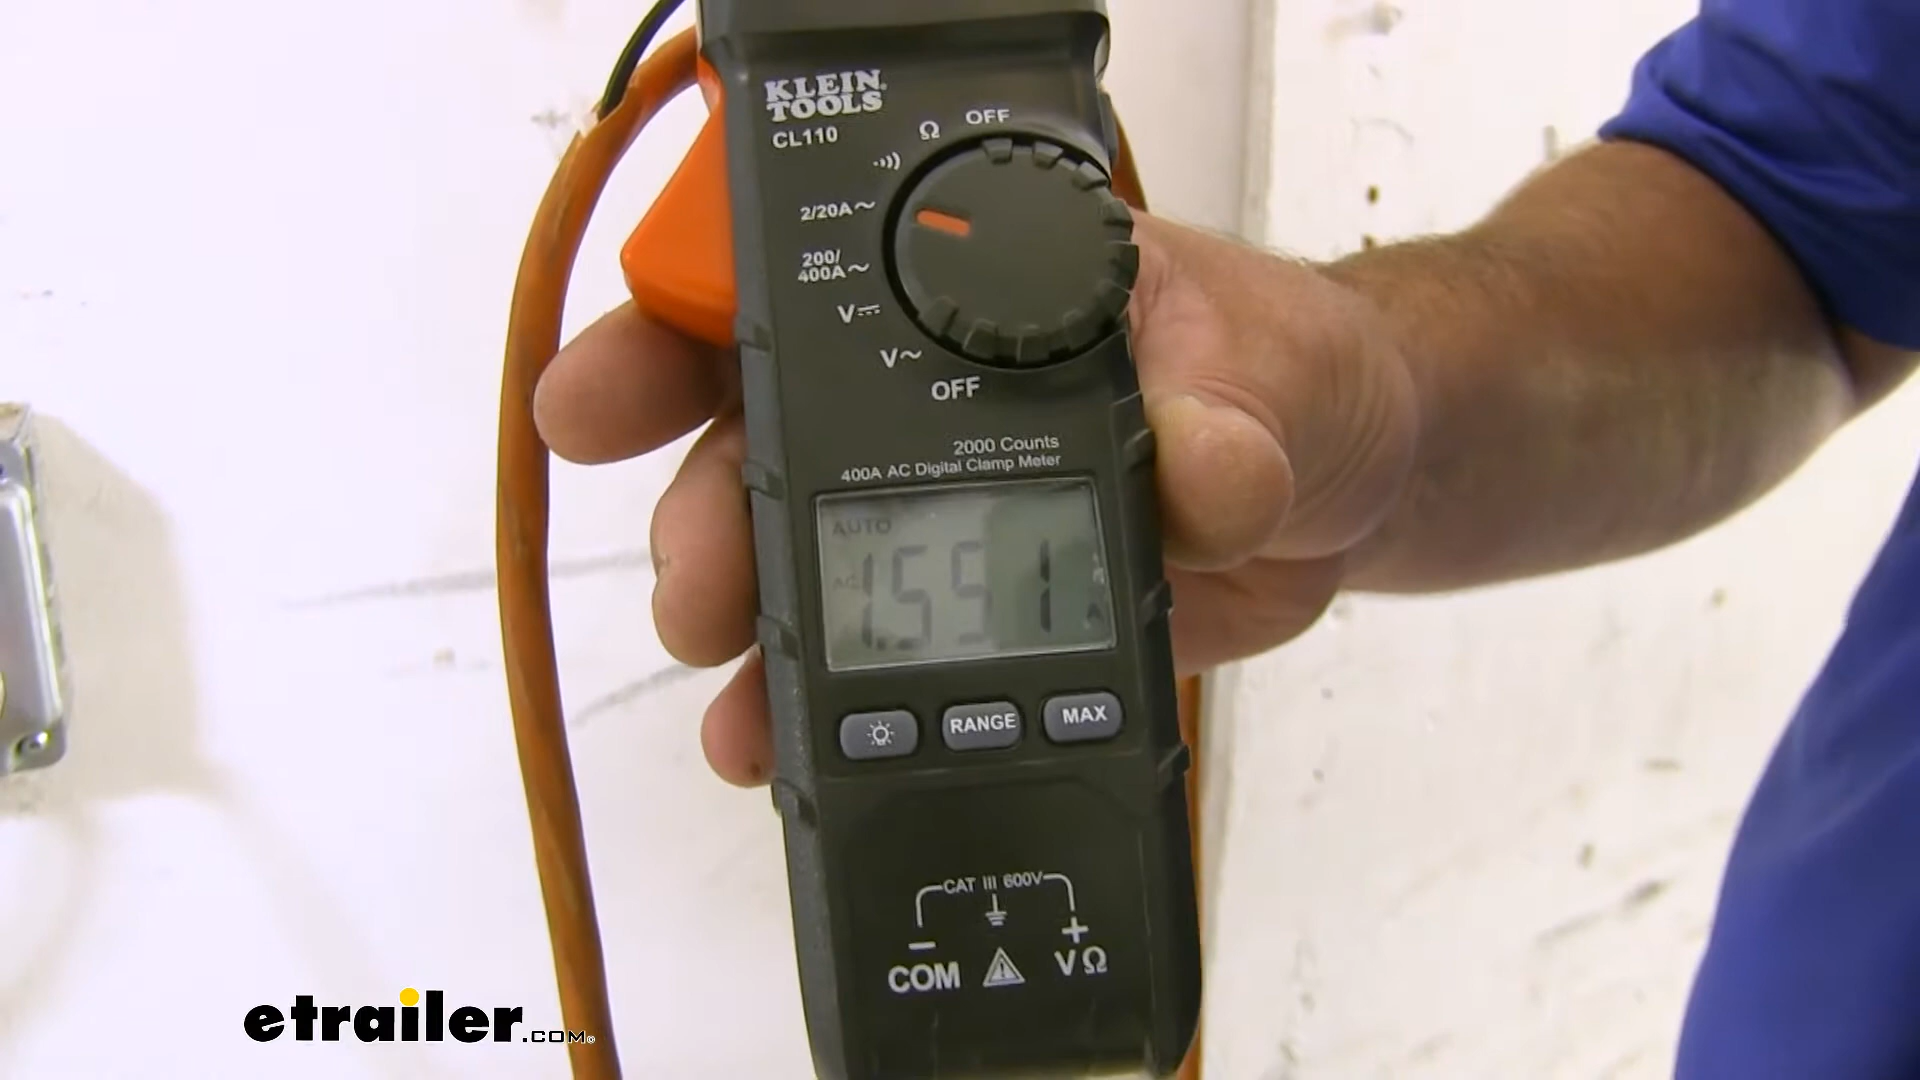 KLEIN
TOOLS
CL110
Ω OFF
2/20A~
200/
400A~
V⎓
V~
OFF
2000 Counts
400A AC Digital Clamp Meter
AUTO
AC 1.551 A
RANGE MAX
CAT III 600V
− +
COM VΩ
etrailer.com